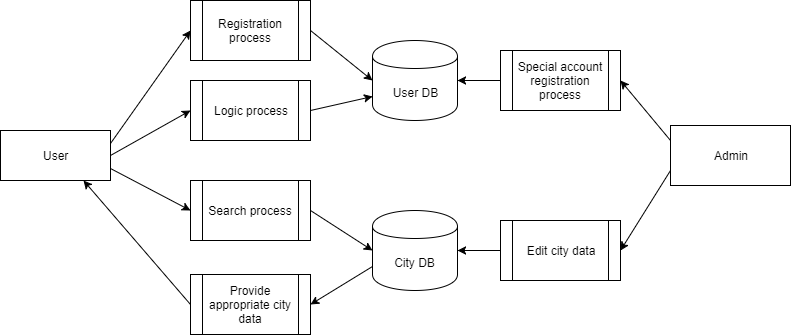 Registration
process
Logic process
User
Search process
Provide
appropriate city
data
User DB
City DB
Special account
registration
process
Edit city data
Admin